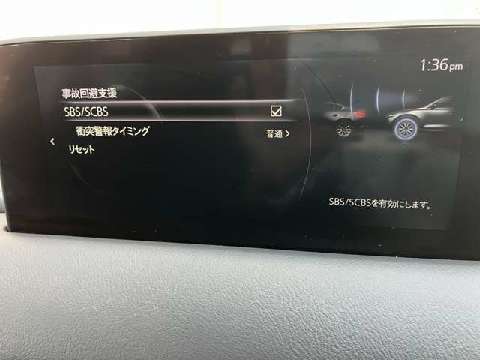 1:36pm
事故回避支援
SBS/SCBS
衝突警報タイミング
普通
リセット
SBS/SCBSを有効にします。